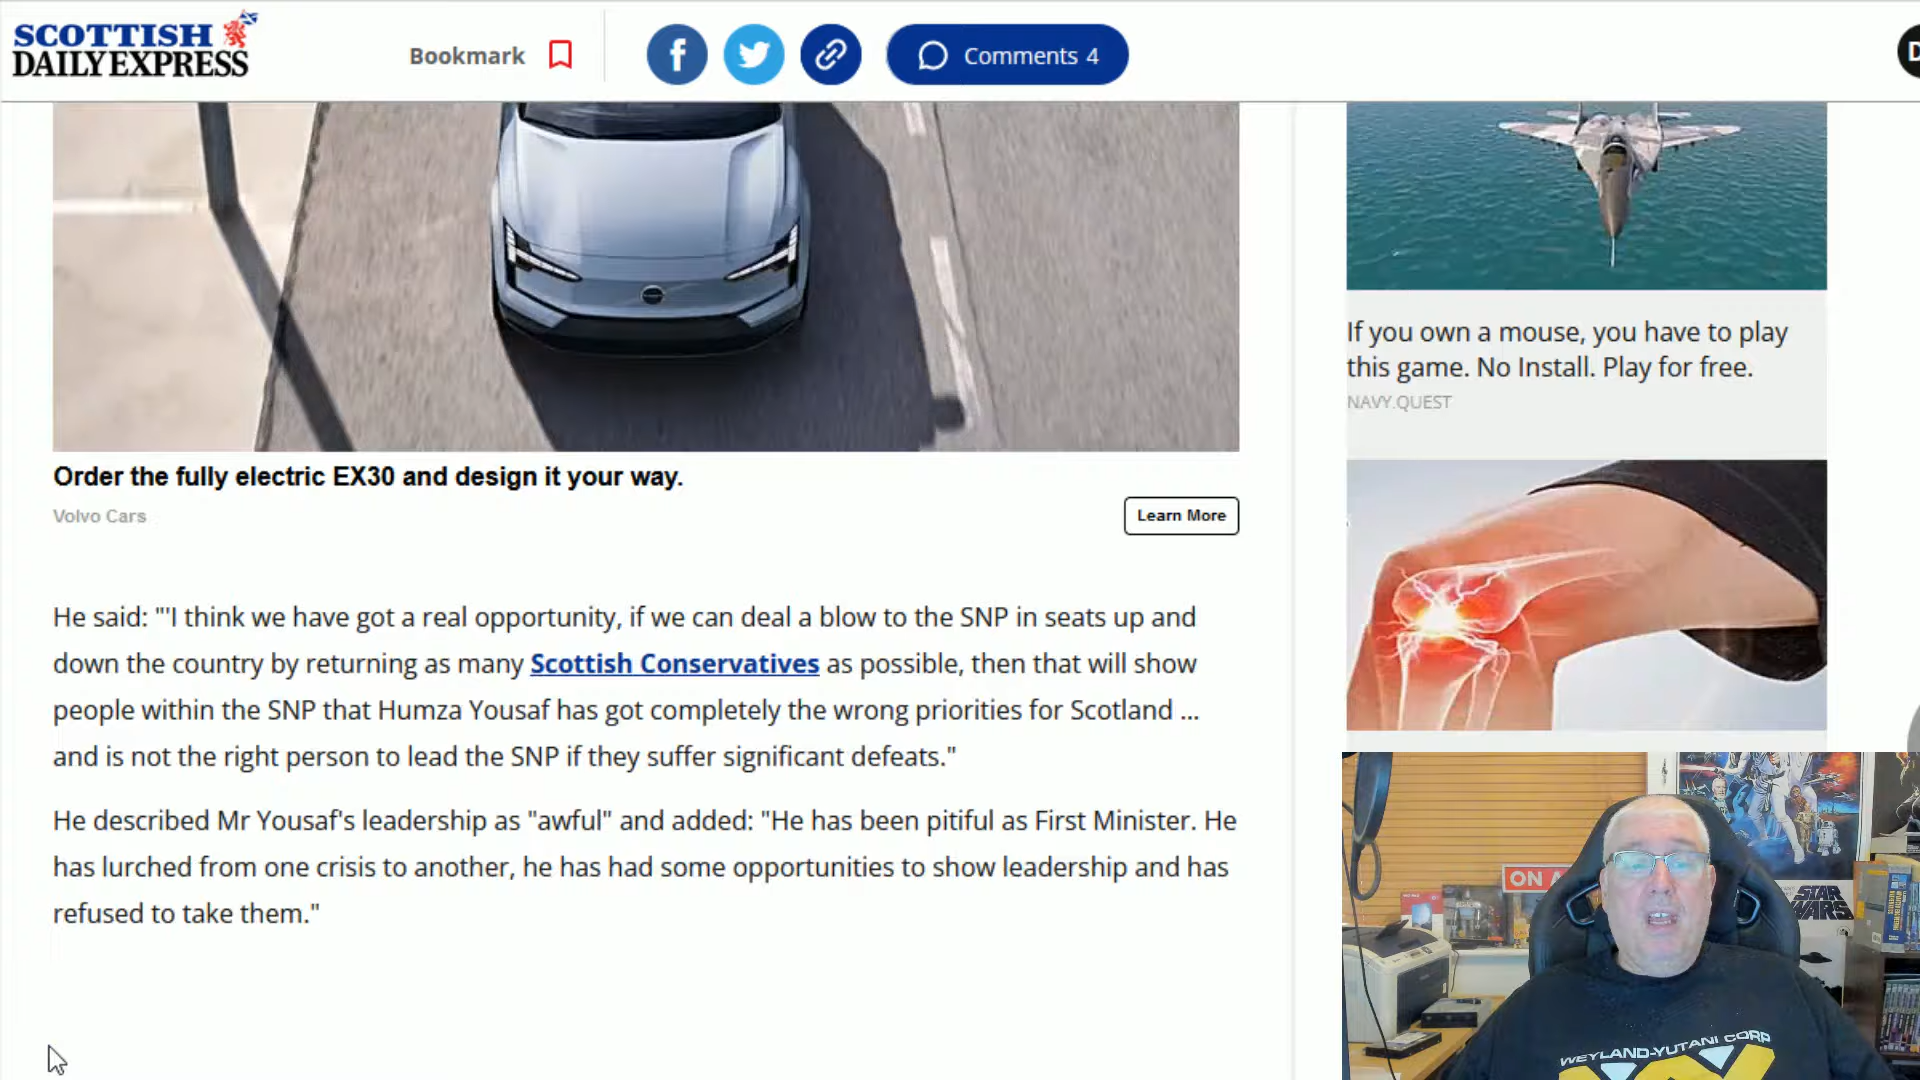 SCOTTISH
DAILY EXPRESS
Bookmark
Comments 4
Order the fully electric EX30 and design it your way.
Volvo Cars
Learn More
He said: "'I think we have got a real opportunity, if we can deal a blow to the SNP in seats up and
down the country by returning as many Scottish Conservatives as possible, then that will show
people within the SNP that Humza Yousaf has got completely the wrong priorities for Scotland ...
and is not the right person to lead the SNP if they suffer significant defeats."
He described Mr Yousaf's leadership as "awful" and added: "He has been pitiful as First Minister. He
has lurched from one crisis to another, he has had some opportunities to show leadership and has
refused to take them."
If you own a mouse, you have to play
this game. No Install. Play for free.
NAVY.QUEST
ON A
STAR
WARS
WEYLAND-YUTANI CORP